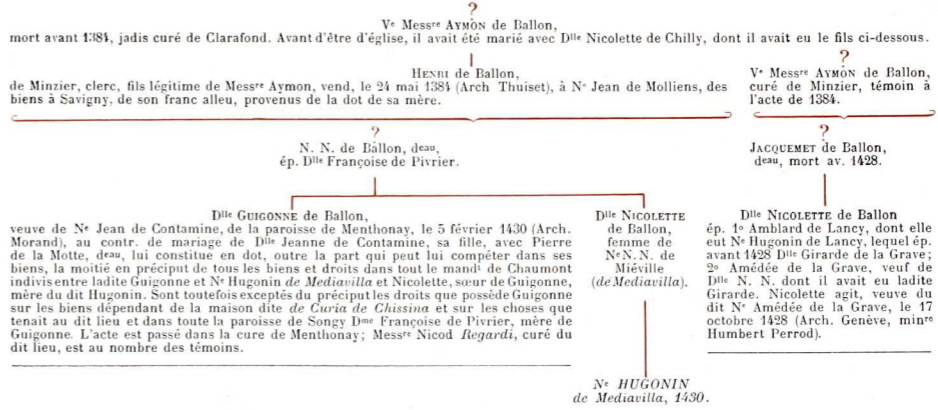 ?
Ve Messre AYMON de Ballon,
mort avant 1384, jadis curé de Clarafond. Avant d'être d'église, il avait été marié avec Dlle Nicolette de Chilly, dont il avait eu le fils ci-dessous.
HENRI de Ballon,
de Minzier, clerc, fils légitime de Messre Aymon, vend, le 24 mai 1384 (Arch Thuiset), à Ne Jean de Molliens, des
biens à Savigny, de son franc alleu, provenus de la dot de sa mère.
?
Ve Messre AYMON de Ballon,
curé de Minzier, témoin à
l'acte de 1384.
?
N. N. de Ballon, deau,
ép. Dlle Françoise de Pivrier.
?
JACQUEMET de Ballon,
deau, mort av. 1428.
Dlle GUIGONNE de Ballon,
veuve de Ne Jean de Contamine, de la paroisse de Menthonay, le 5 février 1430 (Arch.
Morand), au contr. de mariage de Dlle Jeanne de Contamine, sa fille, avec Pierre
de la Motte, deau, lui constitue en dot, outre la part qui peut lui compéter dans ses
biens, la moitié en préciput de tous les biens et droits dans tout le mandt de Chaumont
indivis entre ladite Guigonne et Ne Hugonin de Mediavilla et Nicolette, sœur de Guigonne,
mère du dit Hugonin. Sont toutefois exceptés du préciput les droits que possède Guigonne
sur les biens dépendant de la maison dite de Curia de Chissina et sur les choses que
tenait au dit lieu et dans toute la paroisse de Songy Dme Françoise de Pivrier, mère de
Guigonne. L'acte est passé dans la cure de Menthonay; Messre Nicod Regardi, curé du
dit lieu, est au nombre des témoins.
Dlle NICOLETTE
de Ballon,
femme de
Ne N. N. de
Miéville
(de Mediavilla).
Ne HUGONIN
de Mediavilla, 1430.
Dlle NICOLETTE de Ballon
ép. 1o Amblard de Lancy, dont elle
eut Ne Hugonin de Lancy, lequel ép.
avant 1428 Dlle Girarde de la Grave;
2o Amédée de la Grave, veuf de
Dlle N. N. dont il avait eu ladite
Girarde. Nicolette agit, veuve du
dit Ne Amédée de la Grave, le 17
octobre 1428 (Arch. Genève, minre
Humbert Perrod).